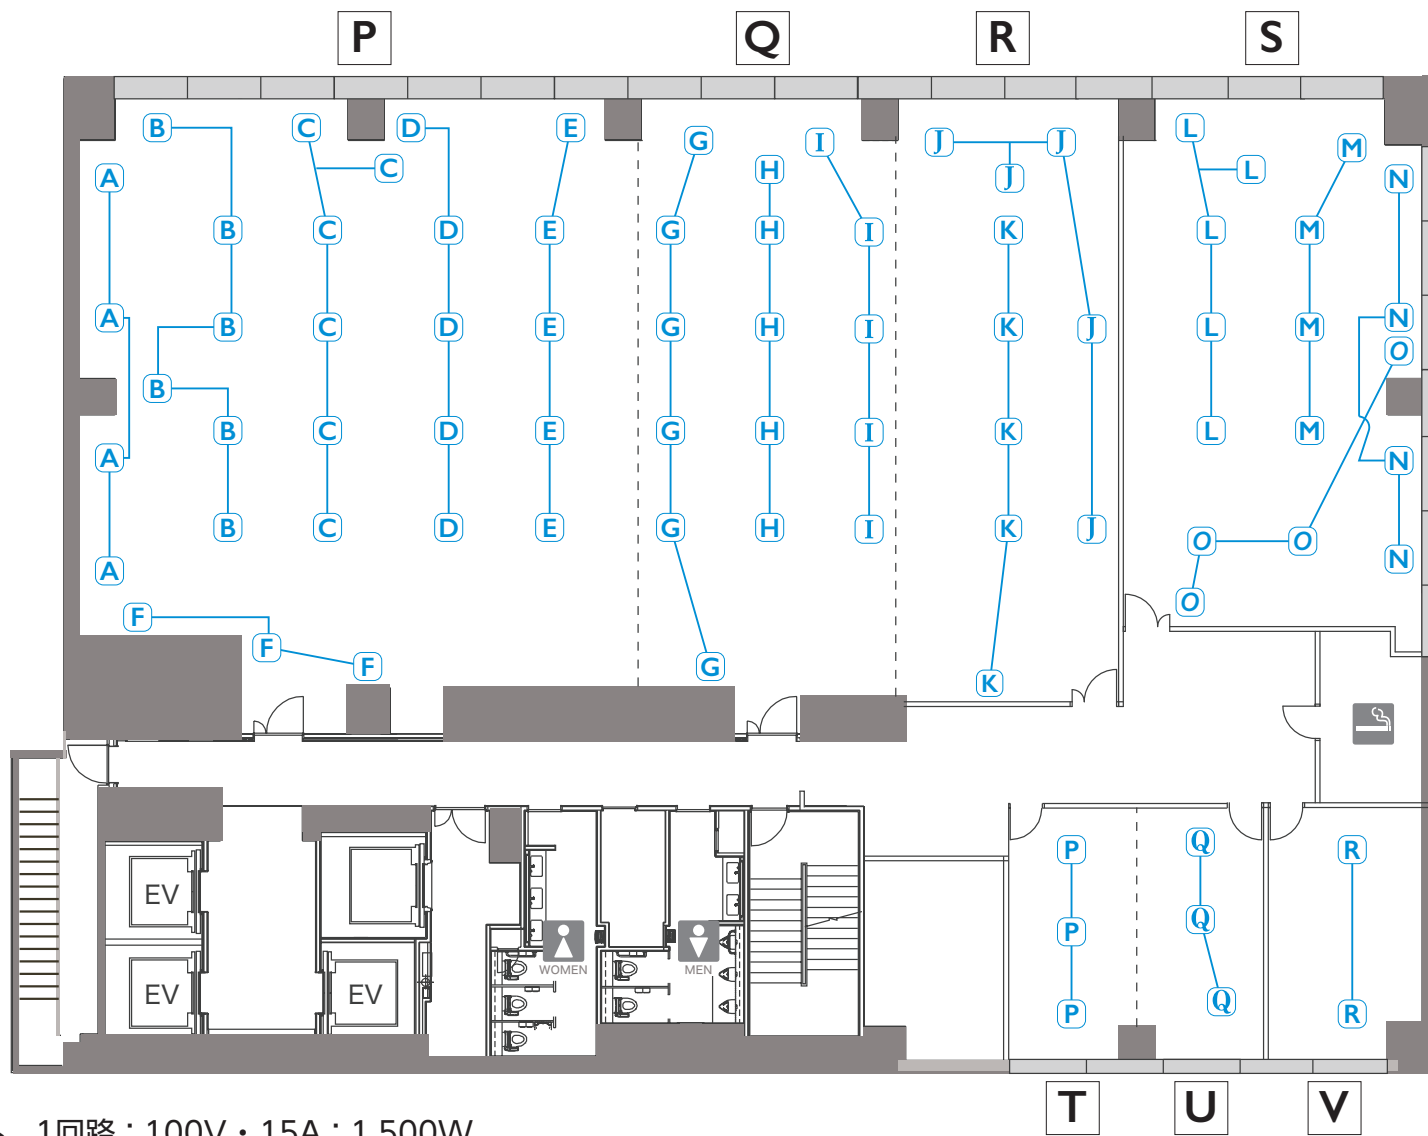 P Q R S
B C D E G I J J L M
H
C J L
A N
B C D E G H I K L M
A B C D E G H I K J L M N
O
B
B C D E G H I K L M
A N
B C D E G H I K J
O O N
A
O
F
F
F G
K
P Q R
EV
P Q
WOMEN MEN
EV EV
P Q R
T U V
1回路：100V・15A：1,500W